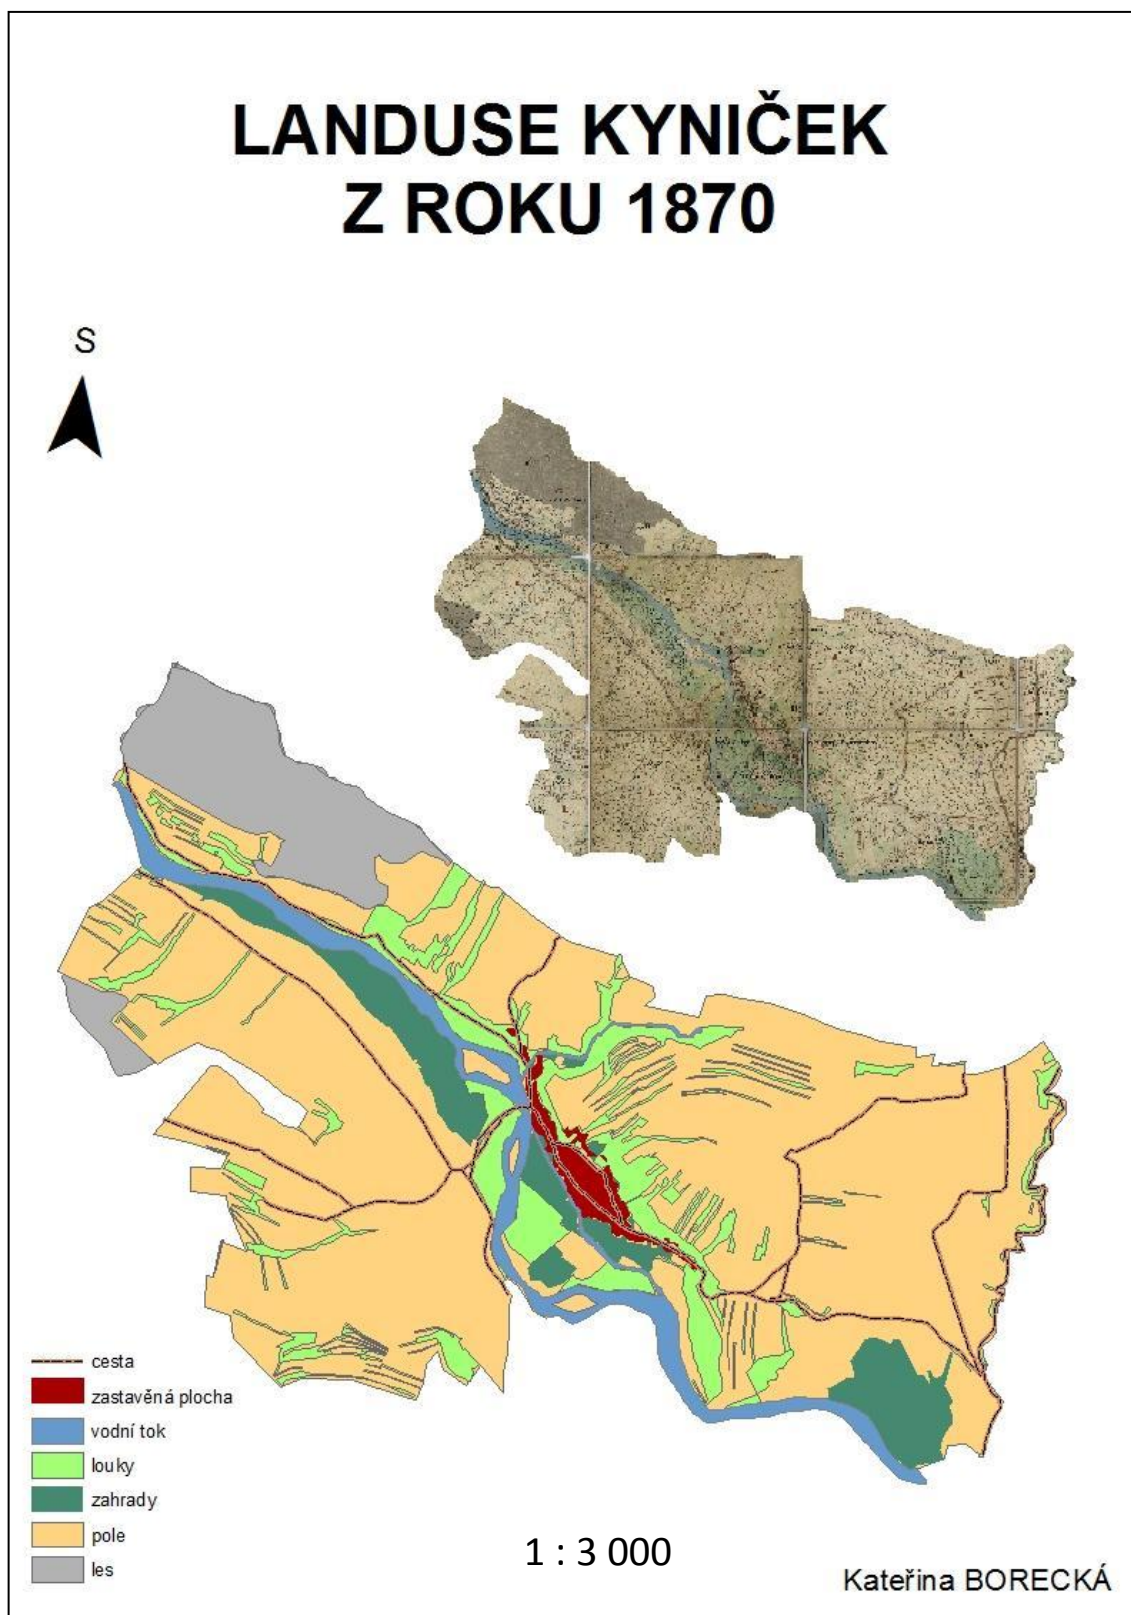 LANDUSE KYNIČEK
Z ROKU 1870
S
cesta
zastavěná plocha
vodní tok
louky
zahrady
pole
les
1 : 3 000
Kateřina BORECKÁ